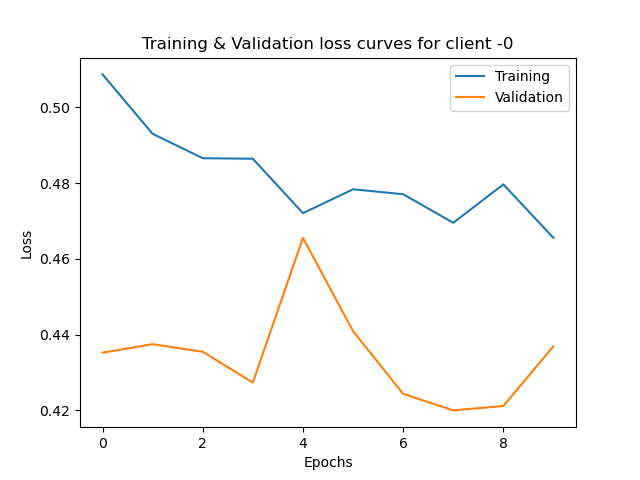 Training & Validation loss curves for client -0
Training
Validation
Loss
0.50
0.48
0.46
0.44
0.42
0 2 4 6 8
Epochs